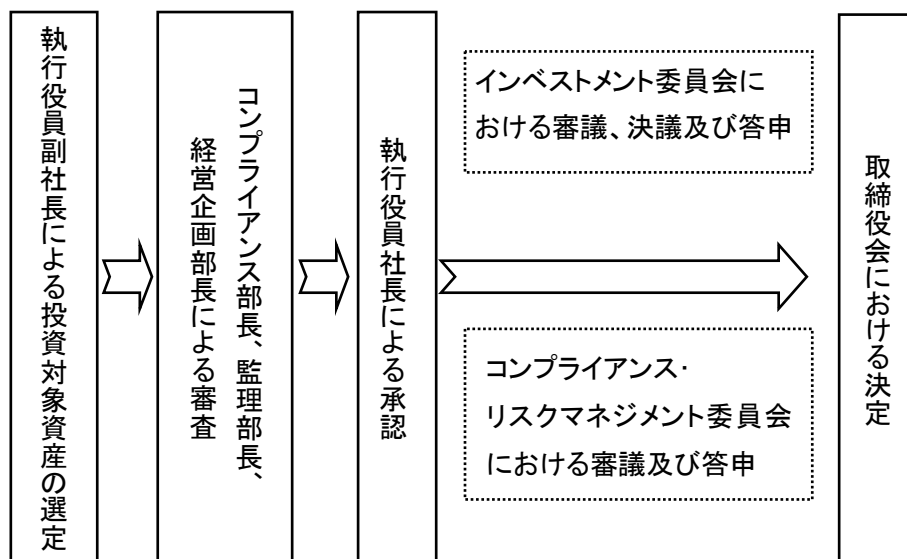 執行役員副社長による投資対象資産の選定
コンプライアンス部長、監理部長、
経営企画部長による審査
執行役員社長による承認
インベストメント委員会に
おける審議、決議及び答申
コンプライアンス・
リスクマネジメント委員会
における審議及び答申
取締役会における決定